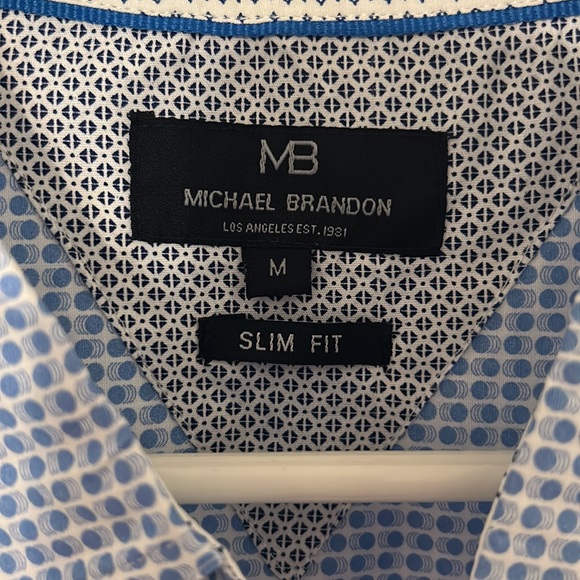 MB
MICHAEL BRANDON
LOS ANGELES EST. 1981
M
SLIM FIT